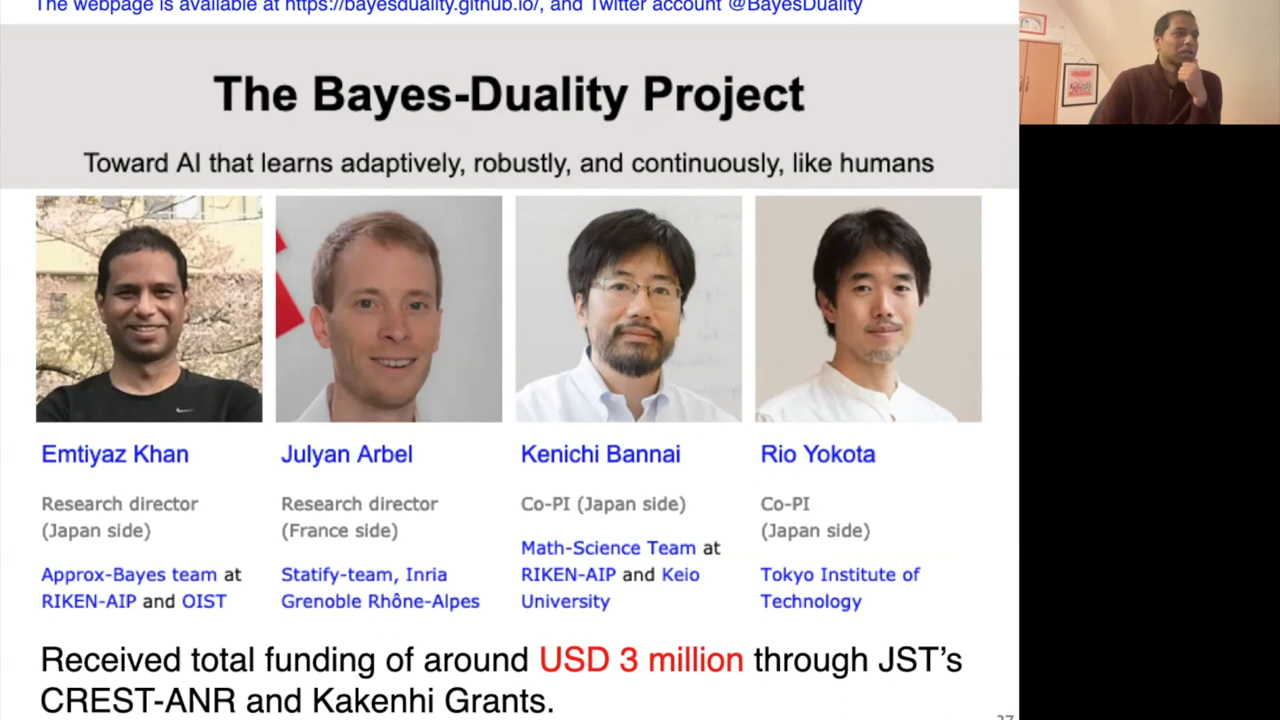 The webpage is available at https://bayesduality.github.io/, and Twitter account @BayesDuality
The Bayes-Duality Project
Toward AI that learns adaptively, robustly, and continuously, like humans
Emtiyaz Khan
Research director
(Japan side)
Approx-Bayes team at
RIKEN-AIP and OIST
Julyan Arbel
Research director
(France side)
Statify-team, Inria
Grenoble Rhône-Alpes
Kenichi Bannai
Co-PI (Japan side)
Math-Science Team at
RIKEN-AIP and Keio
University
Rio Yokota
Co-PI
(Japan side)
Tokyo Institute of
Technology
Received total funding of around USD 3 million through JST’s
CREST-ANR and Kakenhi Grants.